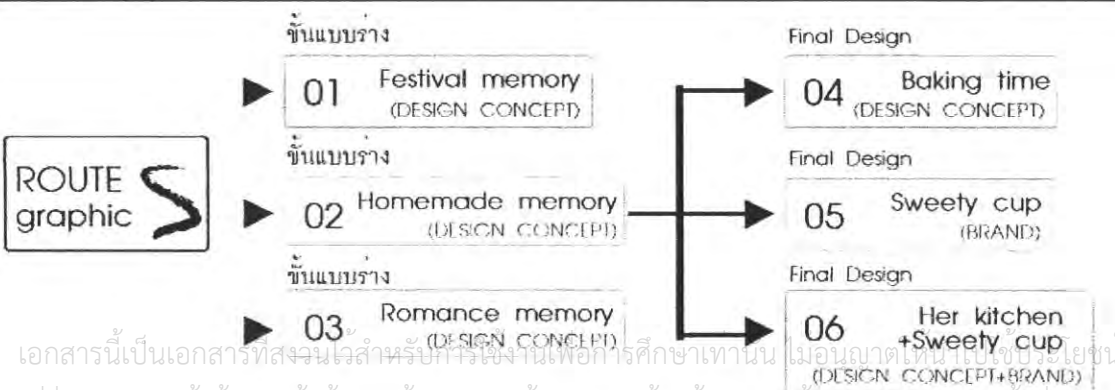 ROUTE S
graphic
ขั้นแบบร่าง
01 Festival memory
(DESIGN CONCEPT)
ขั้นแบบร่าง
02 Homemade memory
(DESIGN CONCEPT)
ขั้นแบบร่าง
03 Romance memory
(DESIGN CONCEPT)
Final Design
04 Baking time
(DESIGN CONCEPT)
Final Design
05 Sweety cup
(BRAND)
Final Design
06 Her kitchen
+Sweety cup
(DESIGN CONCEPT+BRAND)
เอกสารนี้เป็นเอกสารที่สงวนไว้สำหรับการใช้งานเพื่อการศึกษาเท่านั้น ไม่อนุญาตให้นำไปใช้ประโยชน